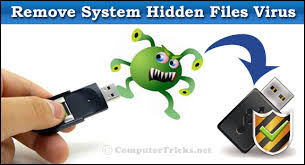 Remove System Hidden Files Virus
© ComputerTricks.net